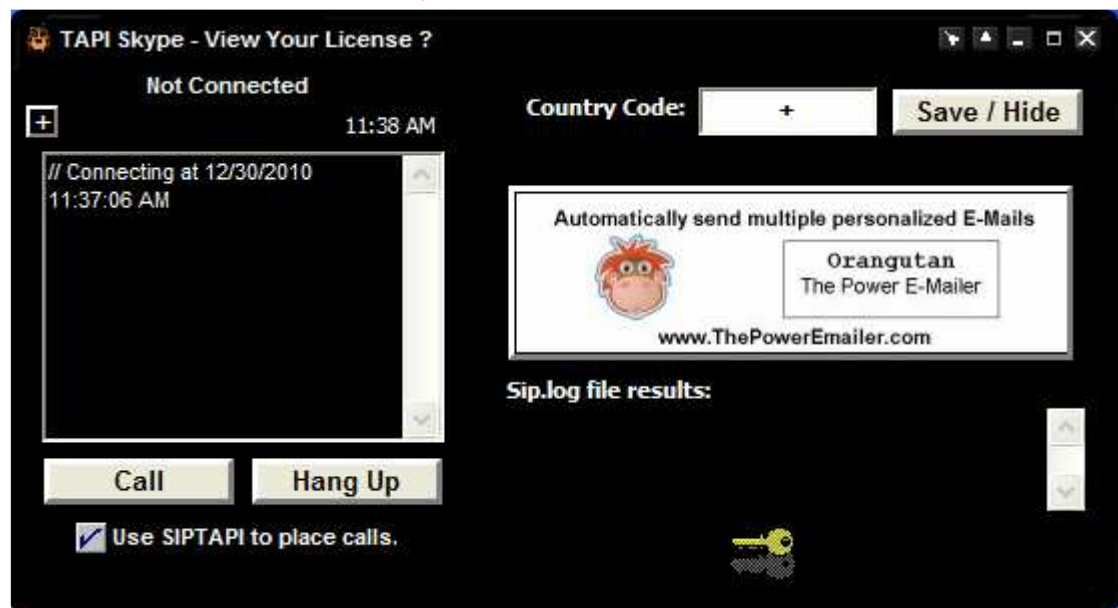 TAPI Skype - View Your License ?
Not Connected
+
11:38 AM
// Connecting at 12/30/2010
11:37:06 AM
Call
Hang Up
Use SIPTAPI to place calls.
Country Code:
+
Save / Hide
Automatically send multiple personalized E-Mails
Orangutan
The Power E-Mailer
www.ThePowerEmailer.com
Sip.log file results: